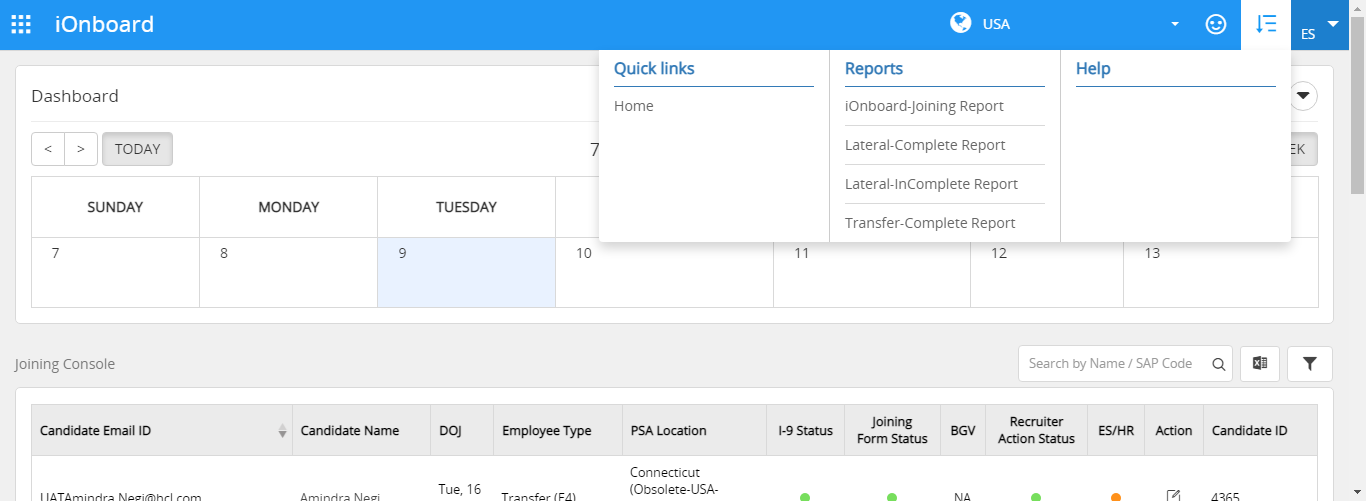 iOnboard
USA
ES
Quick links
Reports
Help
Home
iOnboard-Joining Report
Lateral-Complete Report
Lateral-InComplete Report
Transfer-Complete Report
Dashboard
< > TODAY 7
SUNDAY MONDAY TUESDAY
7 8 9 10 11 12 13
Joining Console
Search by Name / SAP Code
Candidate Email ID Candidate Name DOJ Employee Type PSA Location I-9 Status Joining Form Status BGV Recruiter Action Status ES/HR Action Candidate ID
Connecticut
(Obsolete-USA-
Tue, 16
UATAmindra.Negi@hcl.com Amindra Negi Transfer (E4) NA 4365